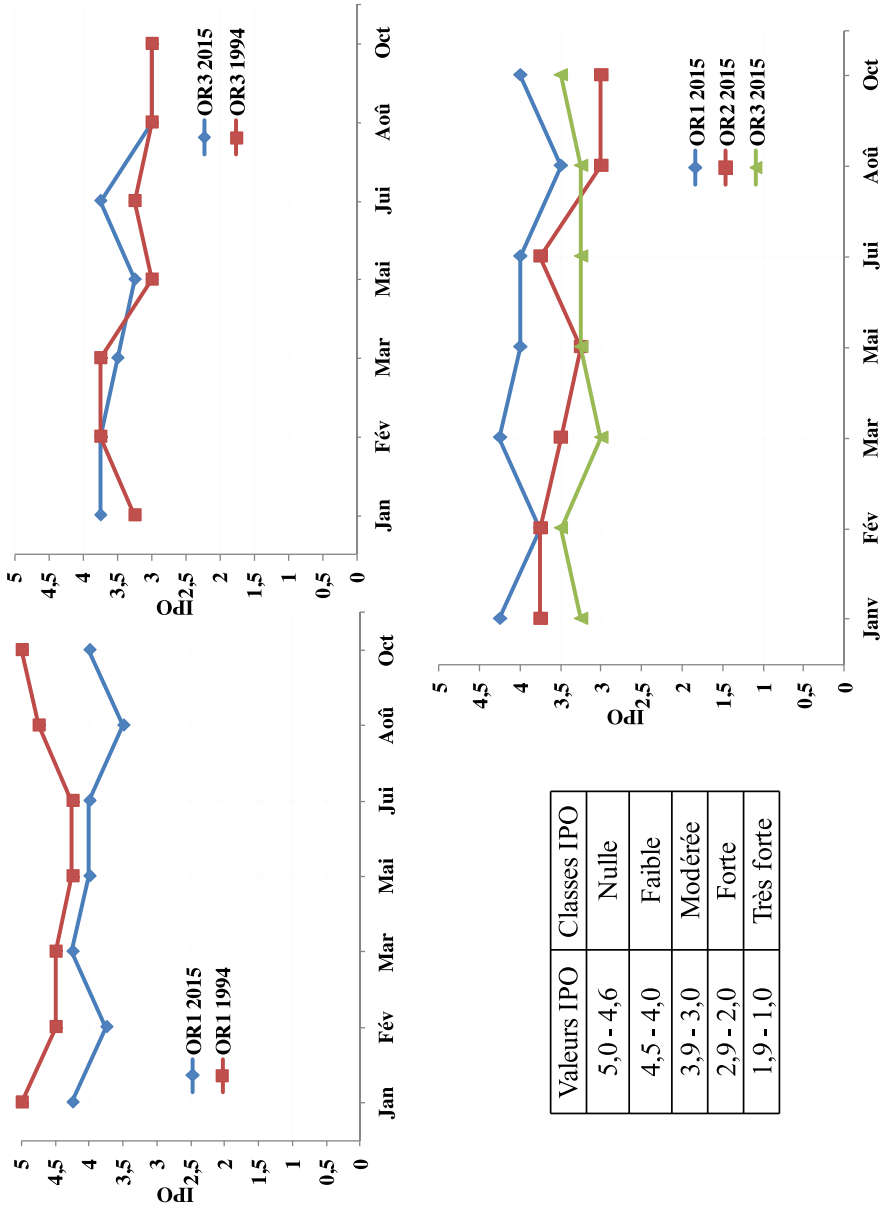 5
4,5
4
3,5
3
2,5
2
1,5
1
0,5
0
IPO
Jan
Fév
Mar
Mai
Jui
Aoû
Oct
OR1 2015
OR1 1994
5
4,5
4
3,5
3
2,5
2
1,5
1
0,5
0
IPO
Jan
Fév
Mar
Mai
Jui
Aoû
Oct
OR3 2015
OR3 1994
Valeurs IPO Classes IPO
5,0 - 4,6 Nulle
4,5 - 4,0 Faible
3,9 - 3,0 Modérée
2,9 - 2,0 Forte
1,9 - 1,0 Très forte
5
4,5
4
3,5
3
2,5
2
1,5
1
0,5
0
IPO
Janv
Fév
Mar
Mai
Jui
Aoû
Oct
OR1 2015
OR2 2015
OR3 2015